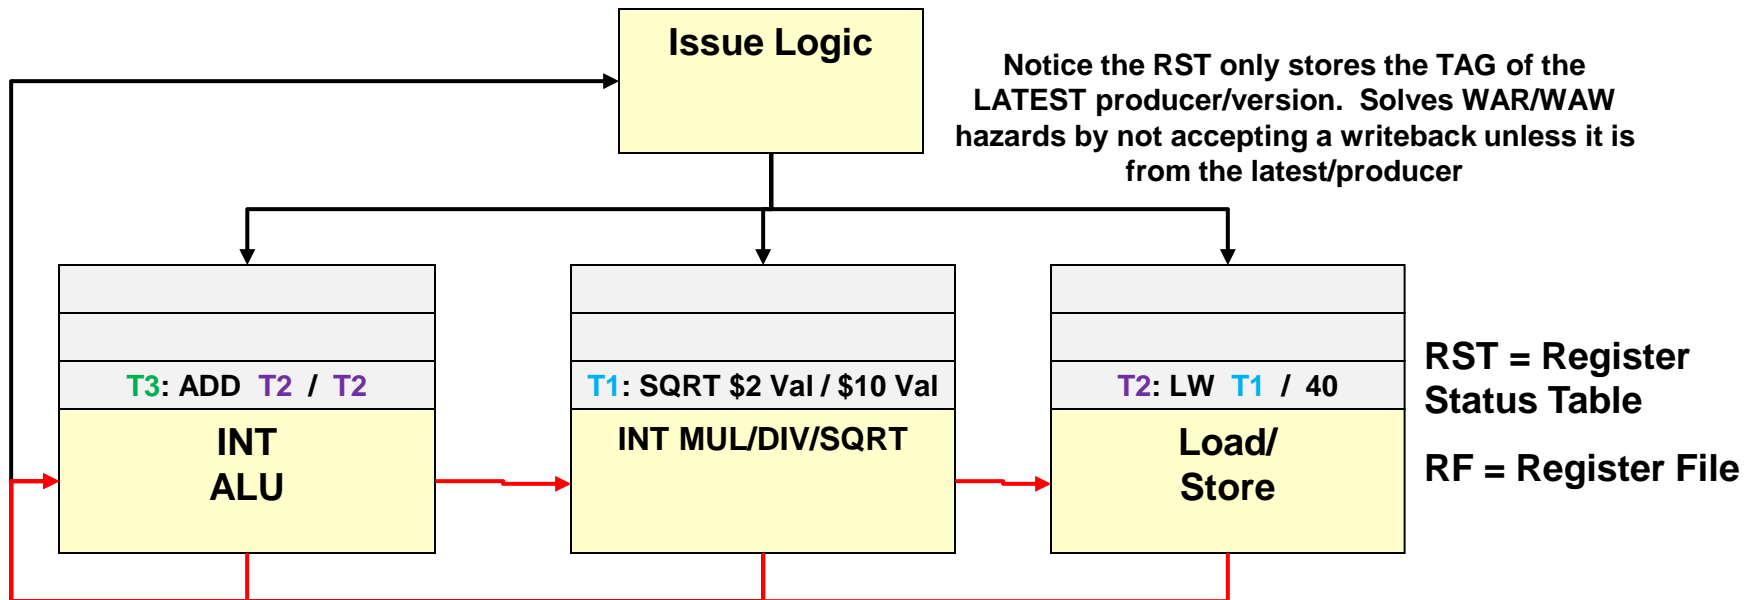 Issue Logic
Notice the RST only stores the TAG of the
LATEST producer/version.  Solves WAR/WAW
hazards by not accepting a writeback unless it is
from the latest/producer
T3: ADD  T2  /  T2
T1: SQRT $2 Val / $10 Val
T2: LW  T1  /  40
INT
ALU
INT MUL/DIV/SQRT
Load/
Store
RST = Register
Status Table
RF = Register File